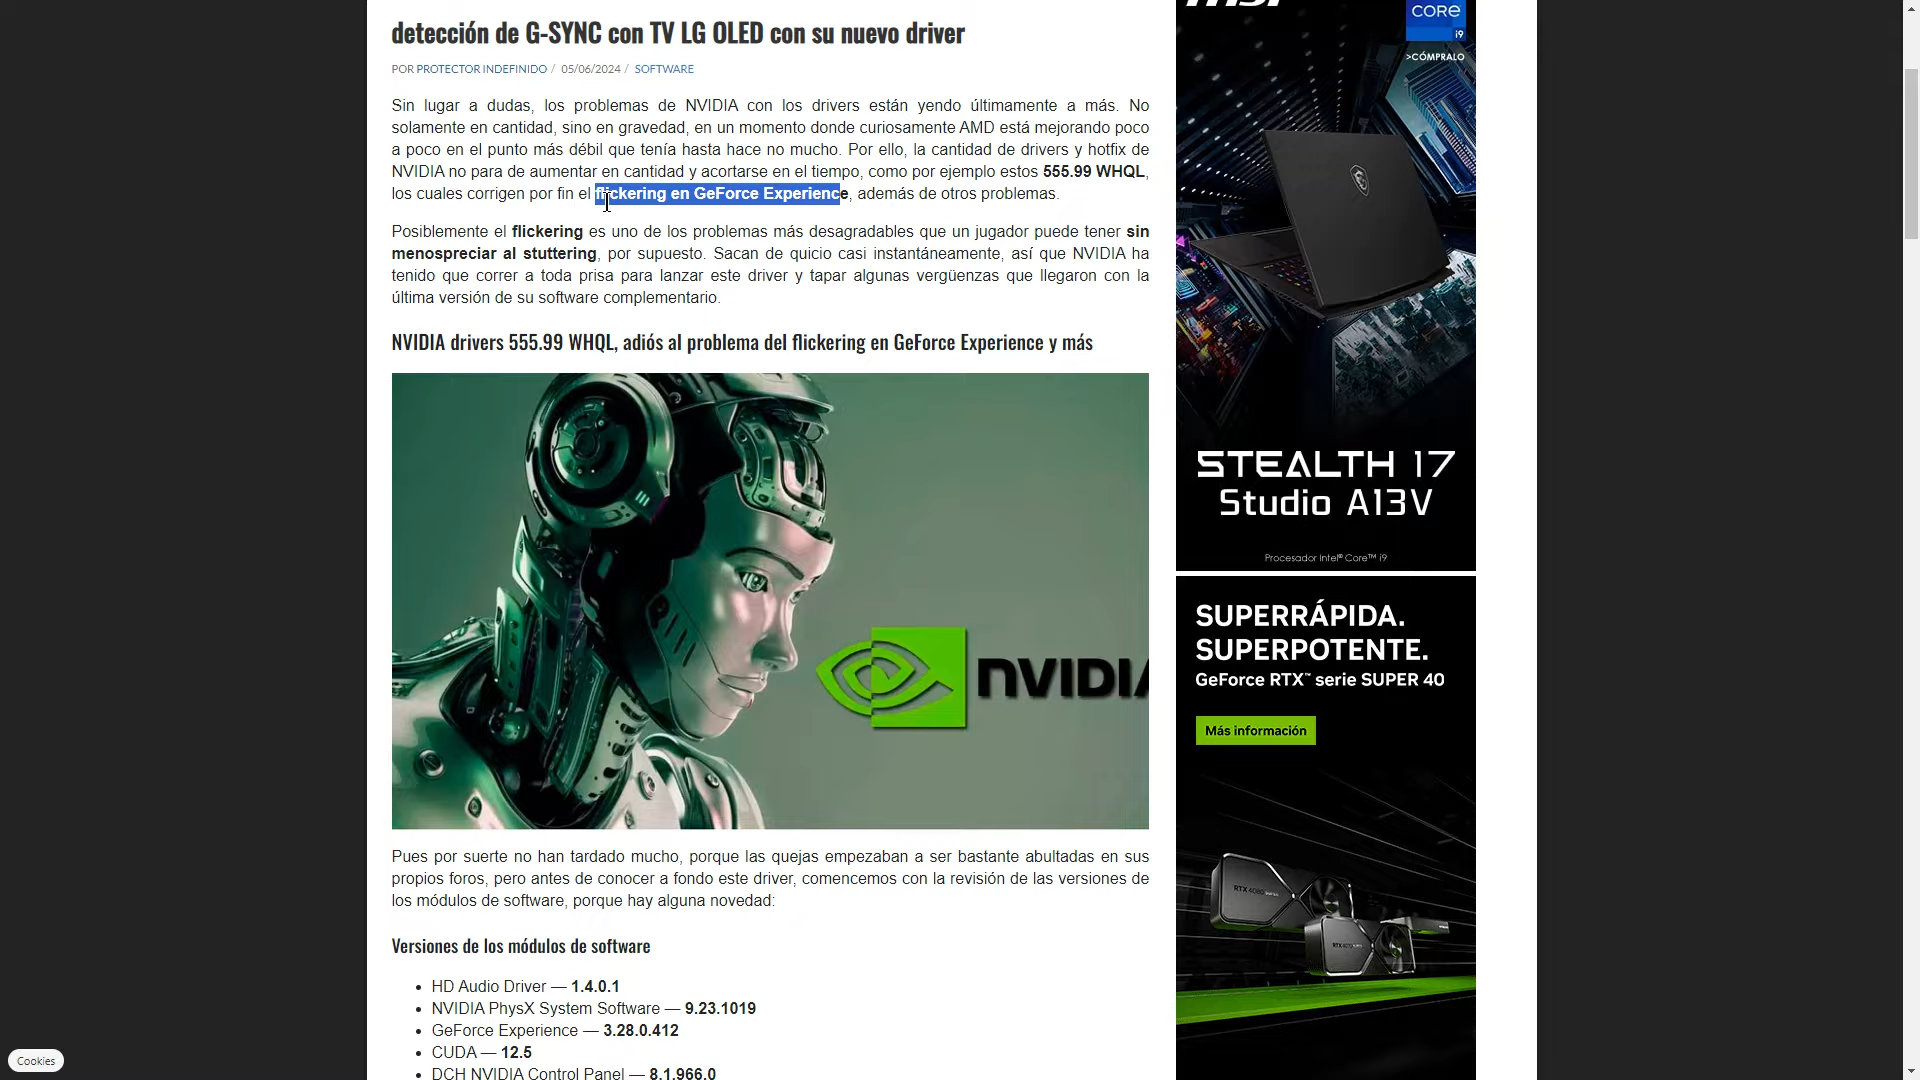 detección de G-SYNC con TV LG OLED con su nuevo driver
POR PROTECTOR INDEFINIDO / 05/06/2024 / SOFTWARE
Sin lugar a dudas, los problemas de NVIDIA con los drivers están yendo últimamente a más. No
solamente en cantidad, sino en gravedad, en un momento donde curiosamente AMD está mejorando poco
a poco en el punto más débil que tenía hasta hace no mucho. Por ello, la cantidad de drivers y hotfix de
NVIDIA no para de aumentar en cantidad y acortarse en el tiempo, como por ejemplo estos 555.99 WHQL,
los cuales corrigen por fin el flickering en GeForce Experience, además de otros problemas.
Posiblemente el flickering es uno de los problemas más desagradables que un jugador puede tener sin
menospreciar al stuttering, por supuesto. Sacan de quicio casi instantáneamente, así que NVIDIA ha
tenido que correr a toda prisa para lanzar este driver y tapar algunas vergüenzas que llegaron con la
última versión de su software complementario.
NVIDIA drivers 555.99 WHQL, adiós al problema del flickering en GeForce Experience y más
NVIDIA
Pues por suerte no han tardado mucho, porque las quejas empezaban a ser bastante abultadas en sus
propios foros, pero antes de conocer a fondo este driver, comencemos con la revisión de las versiones de
los módulos de software, porque hay alguna novedad:
Versiones de los módulos de software
• HD Audio Driver — 1.4.0.1
• NVIDIA PhysX System Software — 9.23.1019
• GeForce Experience — 3.28.0.412
• CUDA — 12.5
• DCH NVIDIA Control Panel — 8.1.966.0
Cookies
msi
CORE
i9
>CÓMPRALO
STEALTH 17
Studio A13V
Procesador Intel® Core™ i9
SUPERRÁPIDA.
SUPERPOTENTE.
GeForce RTX™ serie SUPER 40
Más información
RTX 4080 SUPER